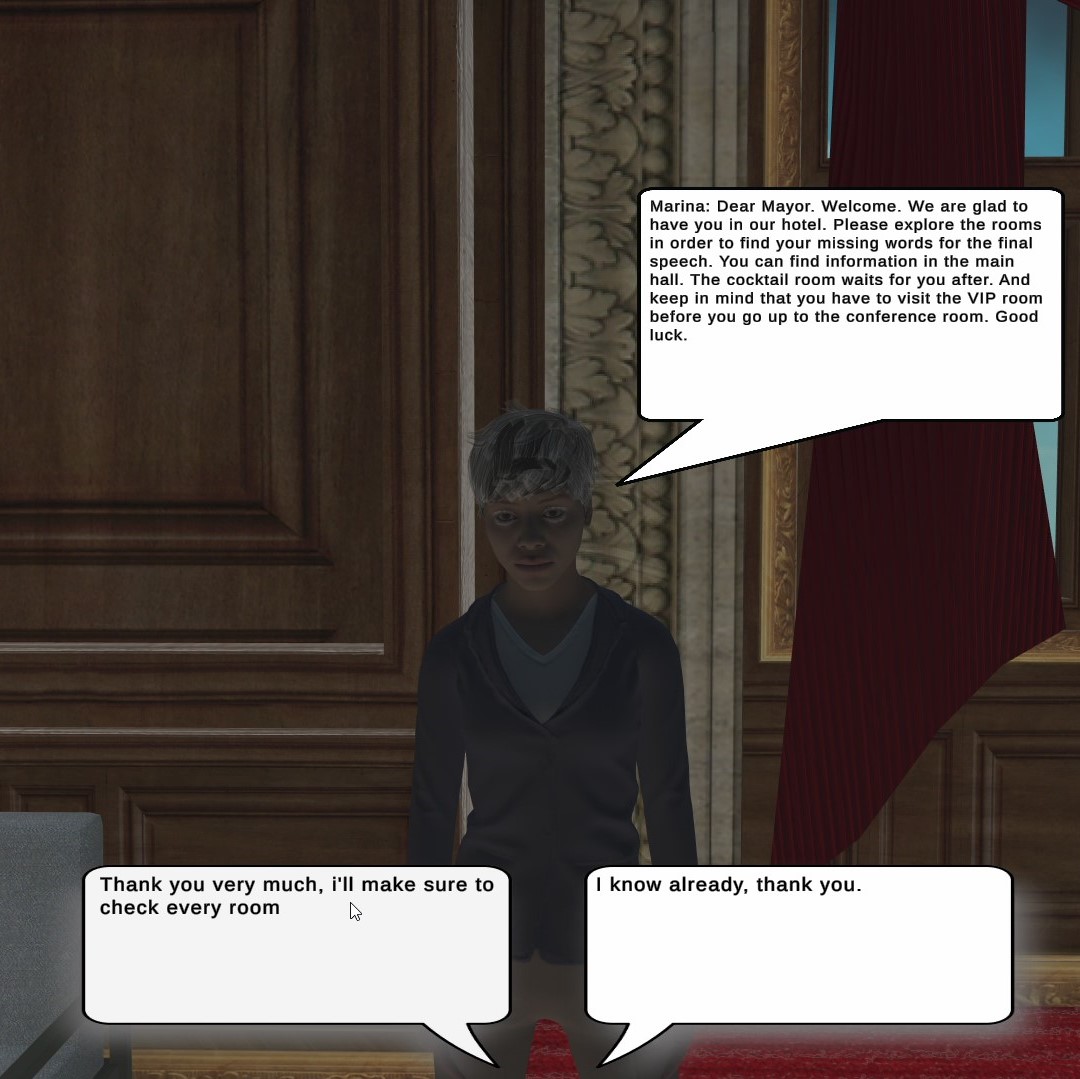 Marina: Dear Mayor. Welcome. We are glad to
have you in our hotel. Please explore the rooms
in order to find your missing words for the final
speech. You can find information in the main
hall. The cocktail room waits for you after. And
keep in mind that you have to visit the VIP room
before you go up to the conference room. Good
luck.
Thank you very much, i'll make sure to
check every room
I know already, thank you.